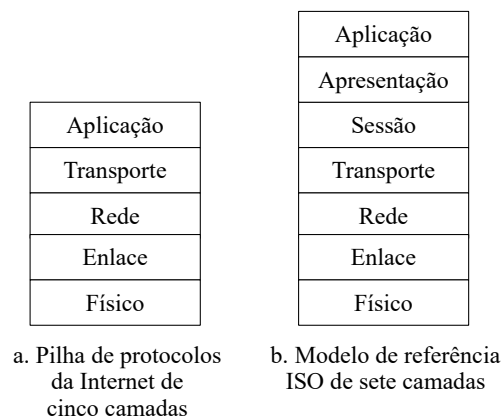 Aplicação
Transporte
Rede
Enlace
Físico
a. Pilha de protocolos
da Internet de
cinco camadas
Aplicação
Apresentação
Sessão
Transporte
Rede
Enlace
Físico
b. Modelo de referência
ISO de sete camadas